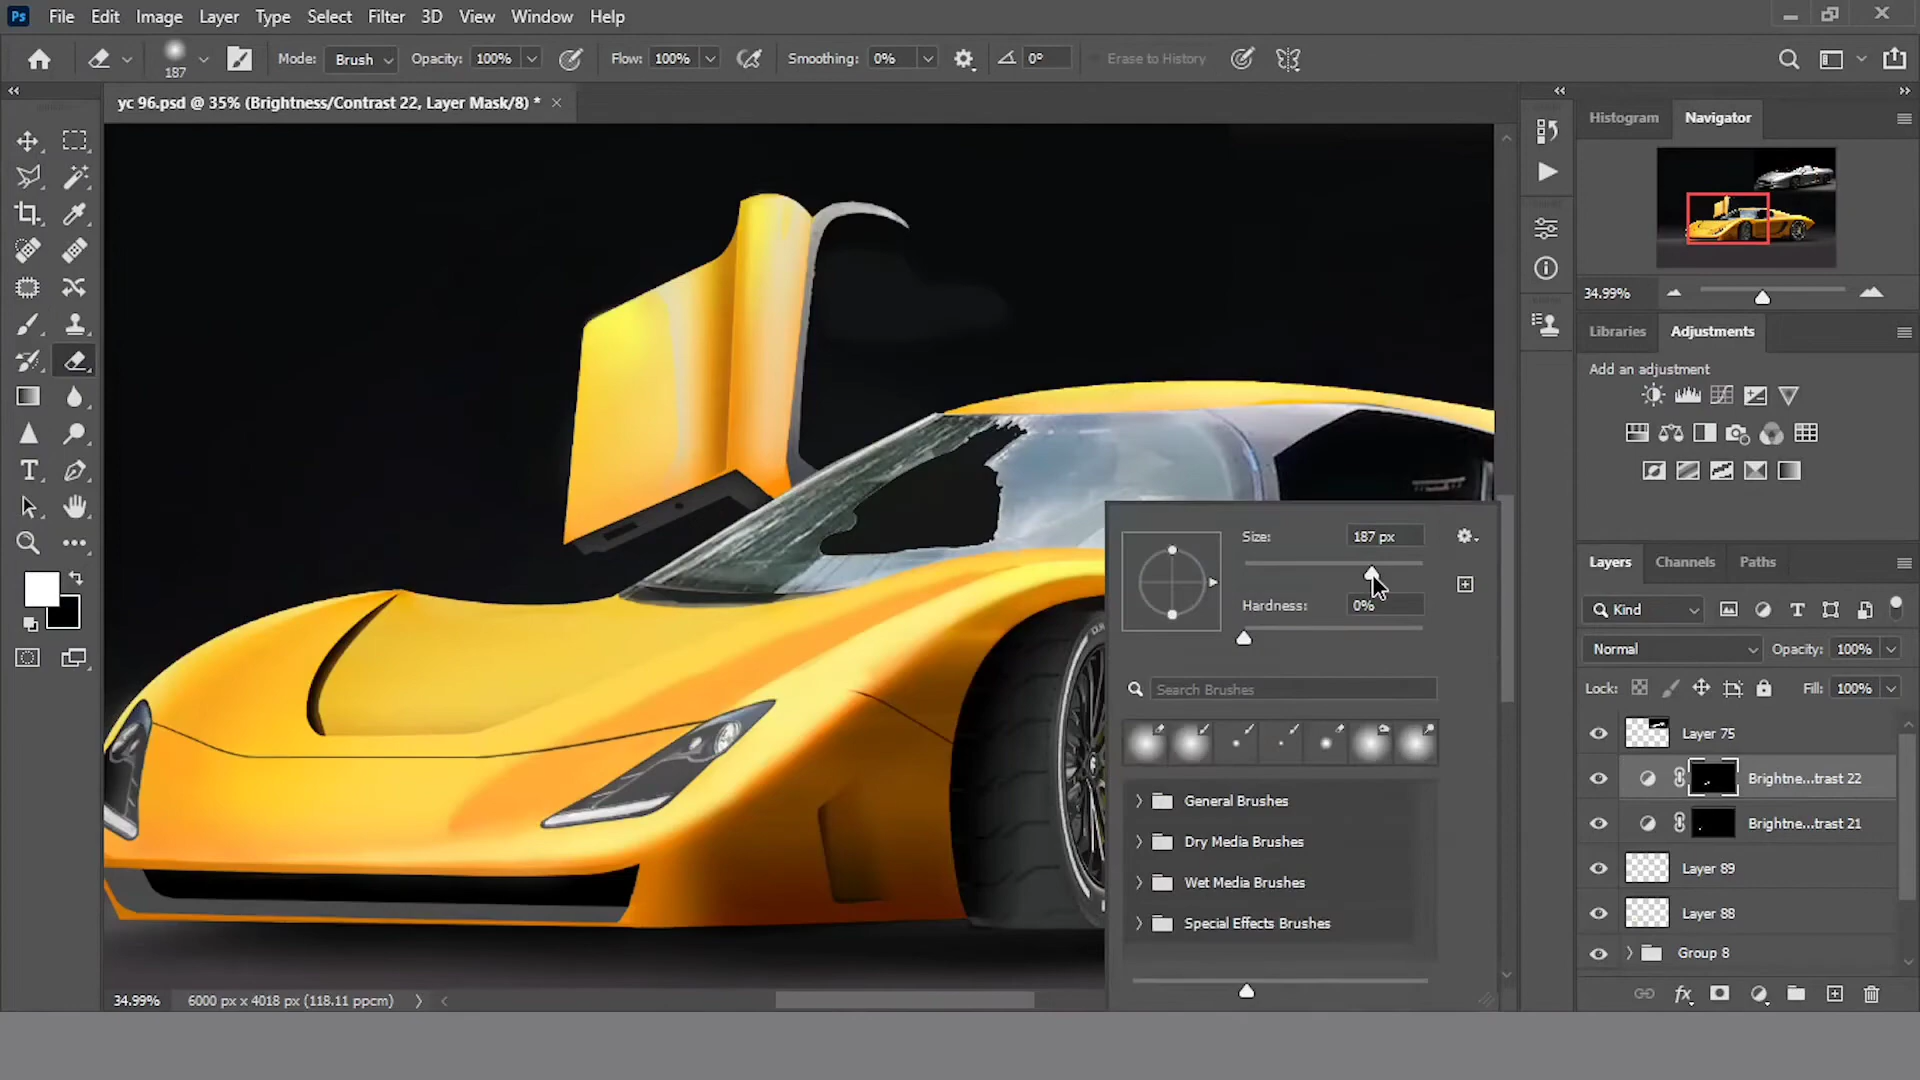 Ps File Edit Image Layer Type Select Filter 3D View Window Help
187 Mode: Brush Opacity: 100% Flow: 100% Smoothing: 0% 0° Erase to History
yc 96.psd @ 35% (Brightness/Contrast 22, Layer Mask/8) * ×
Histogram Navigator
34.99%
Libraries Adjustments
Add an adjustment
Size: 187 px
Hardness: 0%
Search Brushes
General Brushes
Dry Media Brushes
Wet Media Brushes
Special Effects Brushes
Layers Channels Paths
Kind
Normal Opacity: 100%
Lock: Fill: 100%
Layer 75
Brightne...trast 22
Brightne...trast 21
Layer 89
Layer 88
Group 8
fx
34.99% 6000 px x 4018 px (118.11 ppcm)